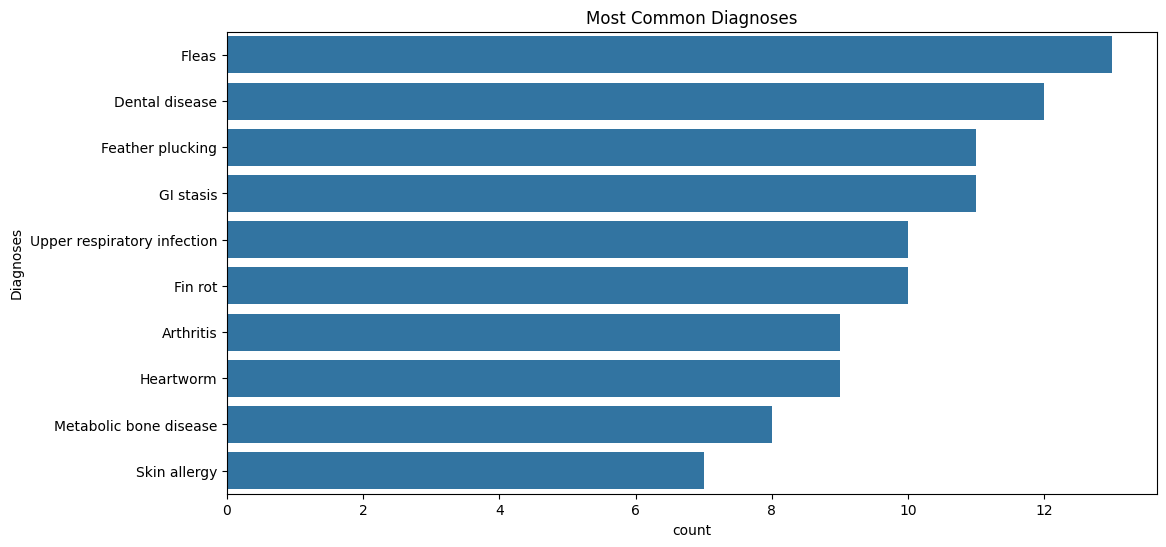 Most Common Diagnoses
Diagnoses
Fleas
Dental disease
Feather plucking
GI stasis
Upper respiratory infection
Fin rot
Arthritis
Heartworm
Metabolic bone disease
Skin allergy
0 2 4 6 8 10 12
count